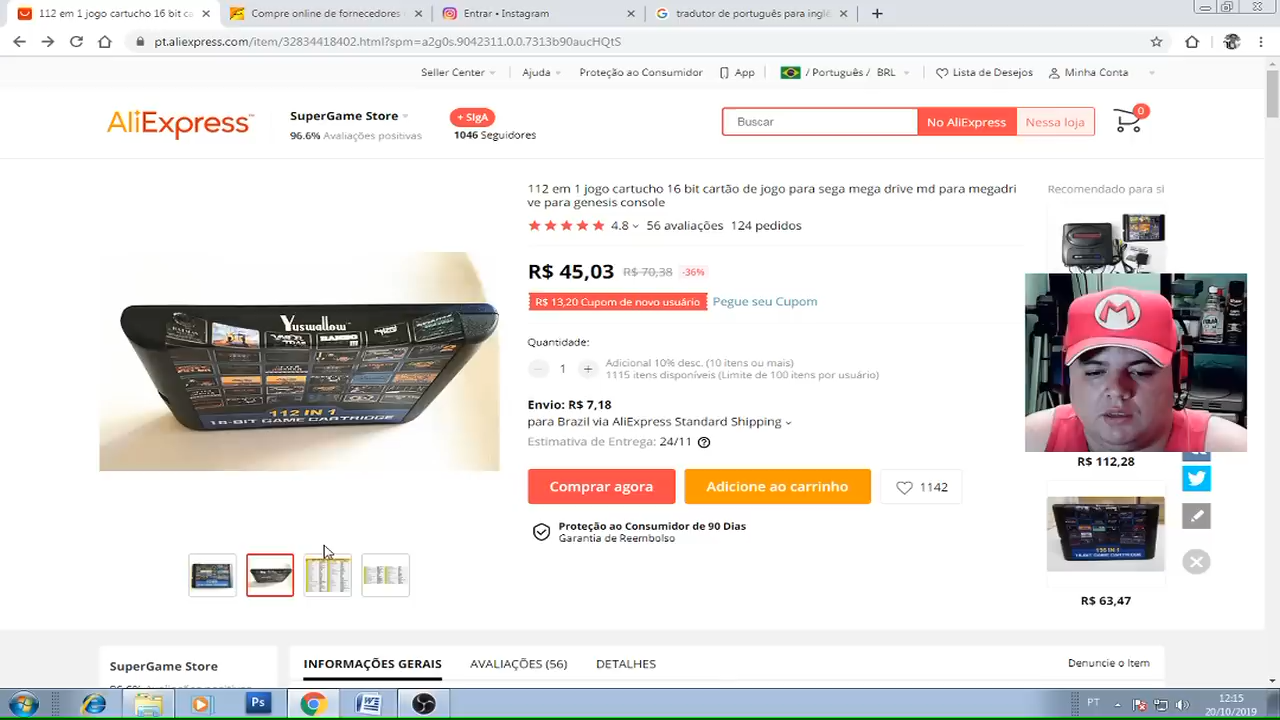 112 em 1 jogo cartucho 16 bit ca
Compre online de fornecedores
Entrar • Instagram
tradutor de português para inglê
pt.aliexpress.com/item/32834418402.html?spm=a2g0s.9042311.0.0.7313b90aucHQtS
Seller Center
Ajuda
Proteção ao Consumidor
App
/ Português / BRL
Lista de Desejos
Minha Conta
AliExpress
SuperGame Store
96.6% Avaliações positivas
+ SIgA
1046 Seguidores
Buscar
No AliExpress
Nessa loja
0
112 em 1 jogo cartucho 16 bit cartão de jogo para sega mega drive md para megadri
ve para genesis console
4.8
56 avaliações
124 pedidos
R$ 45,03
R$ 70,38
-36%
R$ 13,20 Cupom de novo usuário
Pegue seu Cupom
Quantidade:
1
Adicional 10% desc. (10 itens ou mais)
1115 itens disponíveis (Limite de 100 itens por usuário)
Envio: R$ 7,18
para Brazil via AliExpress Standard Shipping
Estimativa de Entrega: 24/11
Comprar agora
Adicione ao carrinho
1142
Proteção ao Consumidor de 90 Dias
Garantia de Reembolso
Yuswallow
112 IN 1
16-BIT GAME CARTRIDGE
Recomendado para si
M
R$ 112,28
R$ 63,47
SuperGame Store
INFORMAÇÕES GERAIS
AVALIAÇÕES (56)
DETALHES
Denuncie o Item
Ps
PT
12:15
20/10/2019